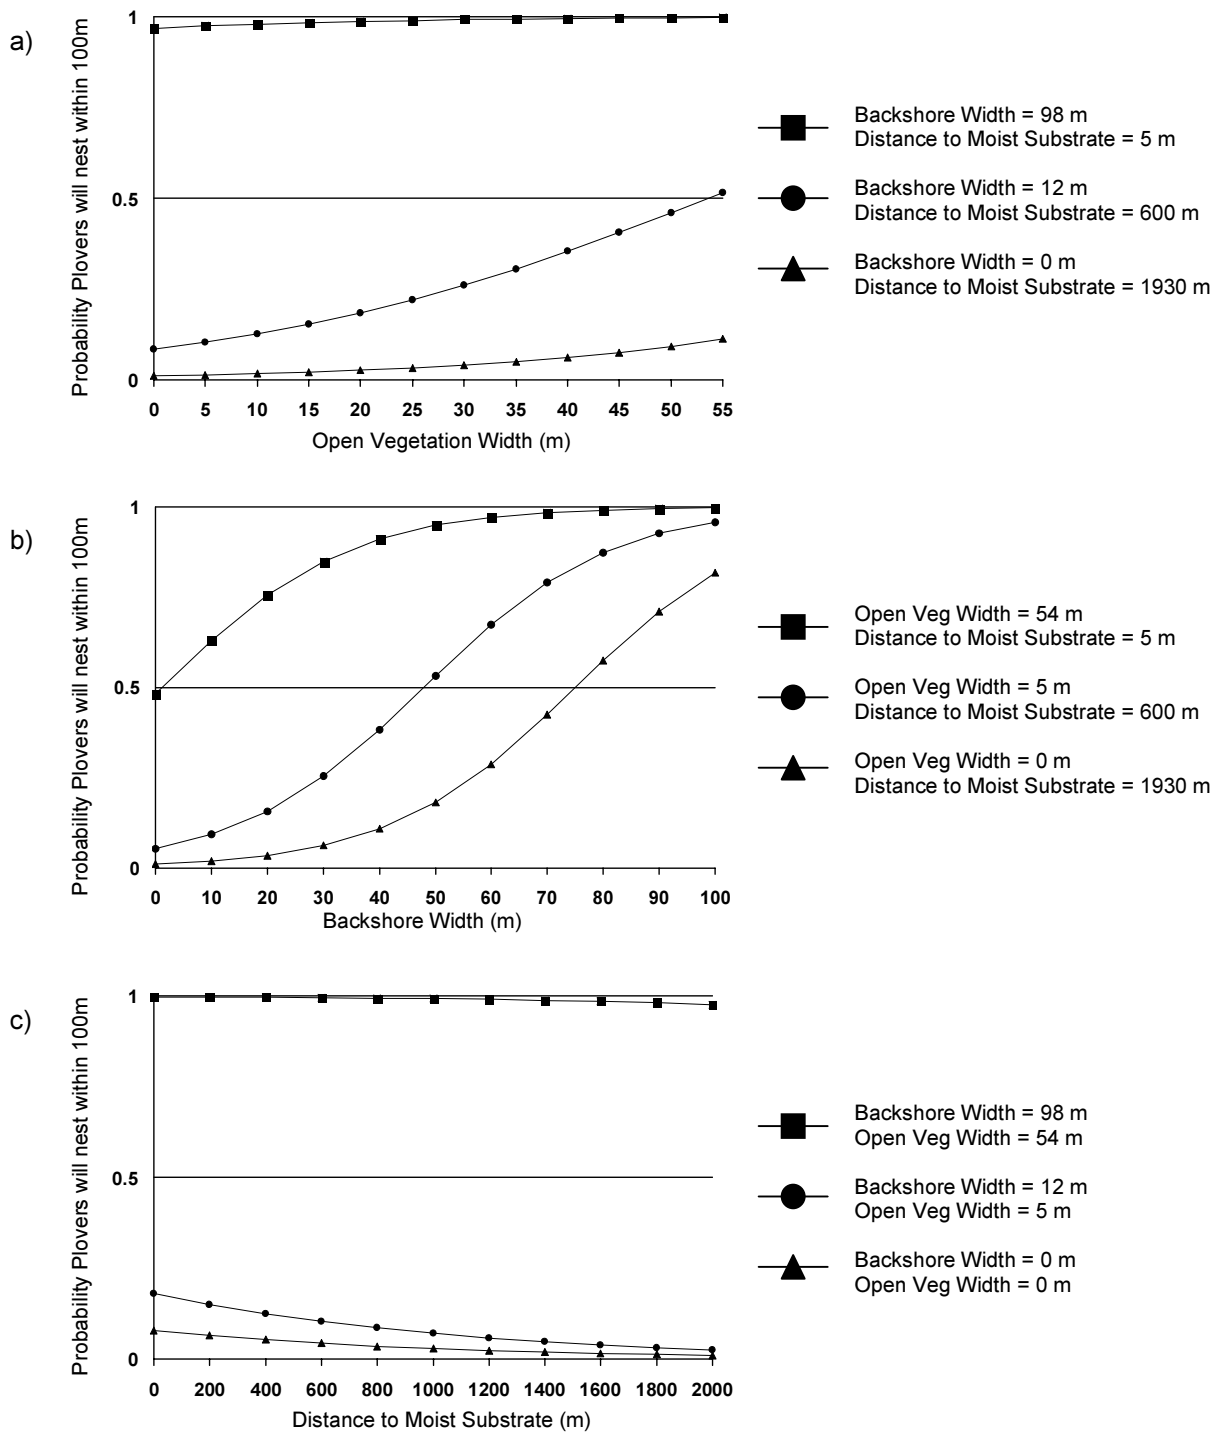 a)
Probability Plovers will nest within 100m
1
0.5
0
0 5 10 15 20 25 30 35 40 45 50 55
Open Vegetation Width (m)
Backshore Width = 98 m
Distance to Moist Substrate = 5 m
Backshore Width = 12 m
Distance to Moist Substrate = 600 m
Backshore Width = 0 m
Distance to Moist Substrate = 1930 m
b)
Probability Plovers will nest within 100m
1
0.5
0
0 10 20 30 40 50 60 70 80 90 100
Backshore Width (m)
Open Veg Width = 54 m
Distance to Moist Substrate = 5 m
Open Veg Width = 5 m
Distance to Moist Substrate = 600 m
Open Veg Width = 0 m
Distance to Moist Substrate = 1930 m
c)
Probability Plovers will nest within 100m
1
0.5
0
0 200 400 600 800 1000 1200 1400 1600 1800 2000
Distance to Moist Substrate (m)
Backshore Width = 98 m
Open Veg Width = 54 m
Backshore Width = 12 m
Open Veg Width = 5 m
Backshore Width = 0 m
Open Veg Width = 0 m